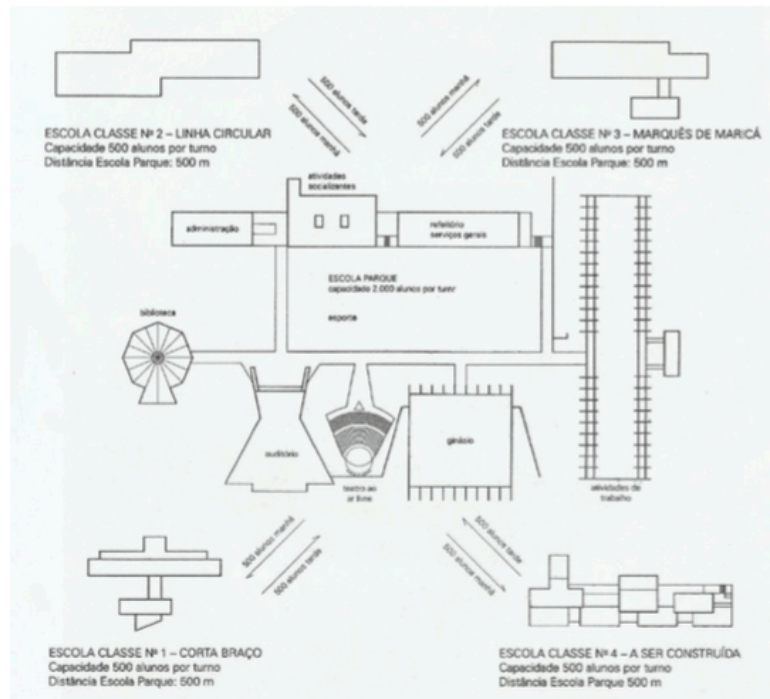 500 alunos tarde
500 alunos manhã
500 alunos manhã
500 alunos tarde
ESCOLA CLASSE Nº 2 – LINHA CIRCULAR
Capacidade 500 alunos por turno
Distância Escola Parque: 500 m
ESCOLA CLASSE Nº 3 – MARQUÊS DE MARICÁ
Capacidade 500 alunos por turno
Distância Escola Parque: 500 m
atividades
socializantes
administração
refeitório
serviços gerais
ESCOLA PARQUE
capacidade 2.000 alunos por turnr
esporte
biblioteca
auditório
teatro ao
ar livre
ginásio
atividades de
trabalho
500 alunos manhã
500 alunos tarde
500 alunos tarde
500 alunos manhã
ESCOLA CLASSE Nº 1 – CORTA BRAÇO
Capacidade 500 alunos por turno
Distância Escola Parque: 500 m
ESCOLA CLASSE Nº 4 – A SER CONSTRUÍDA
Capacidade 500 alunos por turno
Distância Escola Parque 500 m